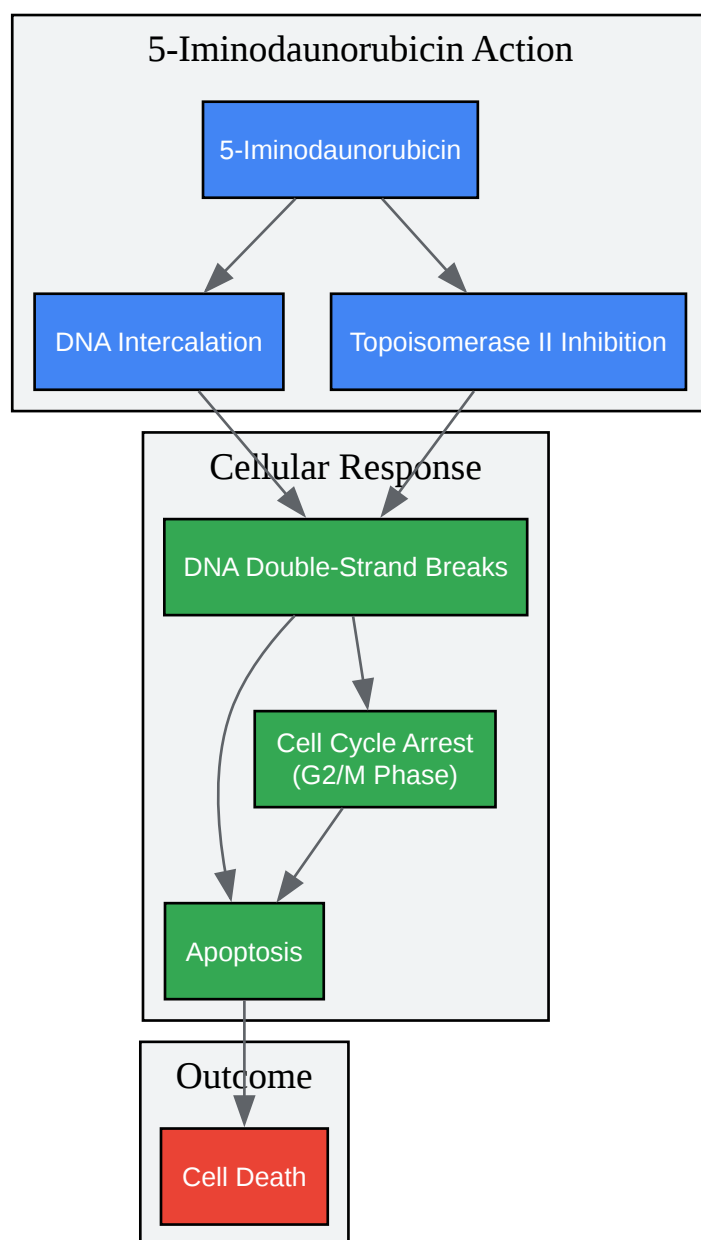 5-Iminodaunorubicin Action
5-Iminodaunorubicin
DNA Intercalation
Topoisomerase II Inhibition
Cellular Response
DNA Double-Strand Breaks
Cell Cycle Arrest
(G2/M Phase)
Apoptosis
Outcome
Cell Death